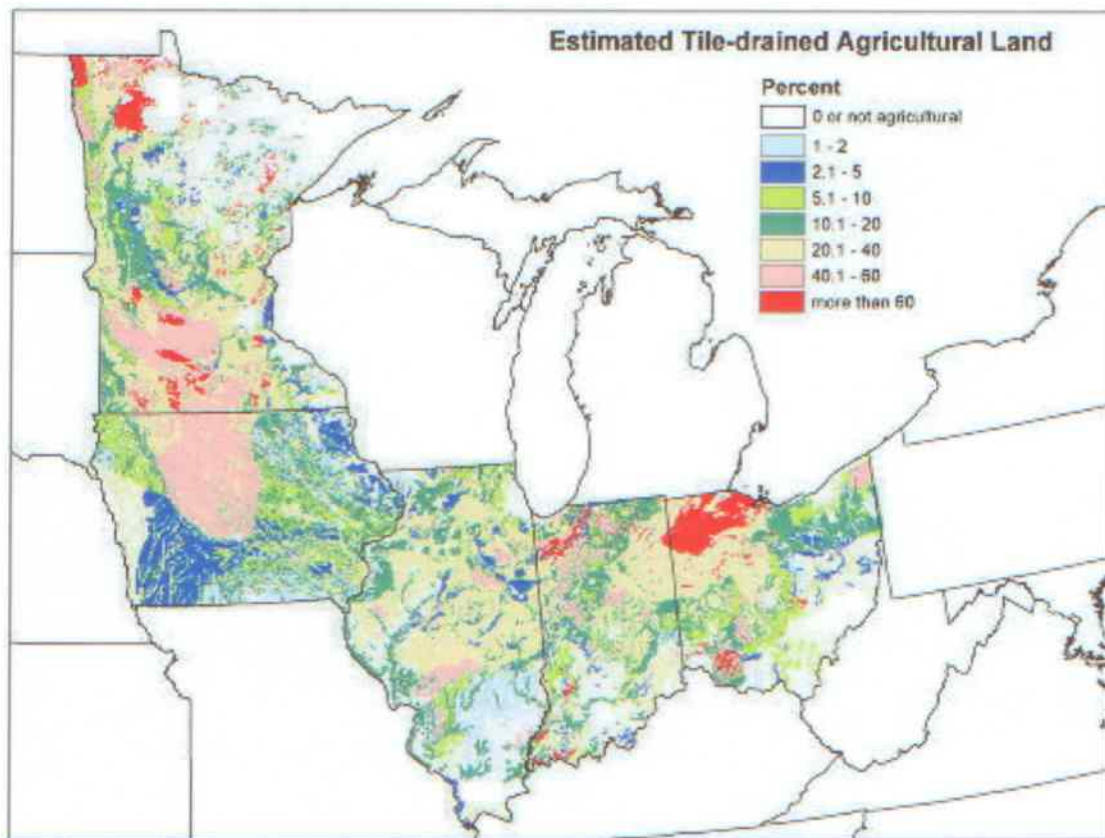 Estimated Tile-drained Agricultural Land
Percent
0 or not agricultural
1 - 2
2.1 - 5
5.1 - 10
10.1 - 20
20.1 - 40
40.1 - 60
more than 60